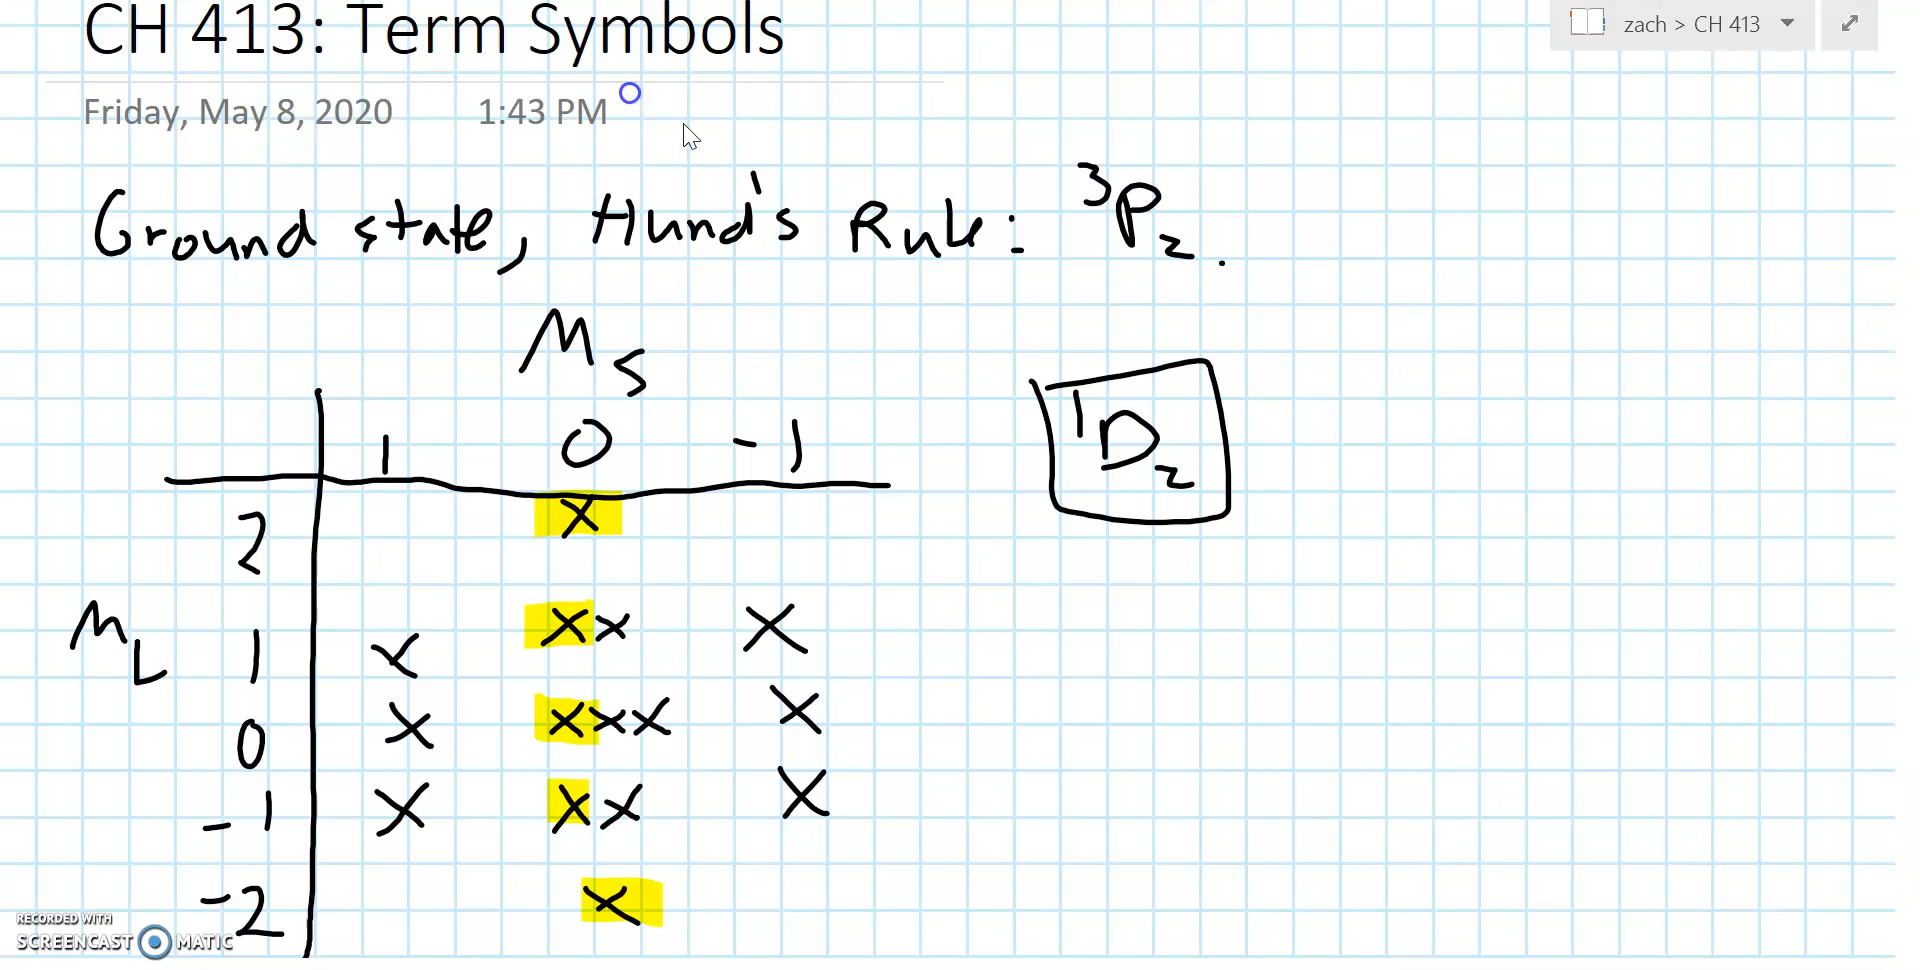 CH 413: Term Symbols
zach > CH 413
Friday, May 8, 2020 1:43 PM
Ground state, Hund's Rule: ³P₂.
M_S
1 0 -1
¹D₂
2 x
M_L
1 x xx x
0 x xxx x
-1 x xx x
-2 x
RECORDED WITH
SCREENCAST MATIC